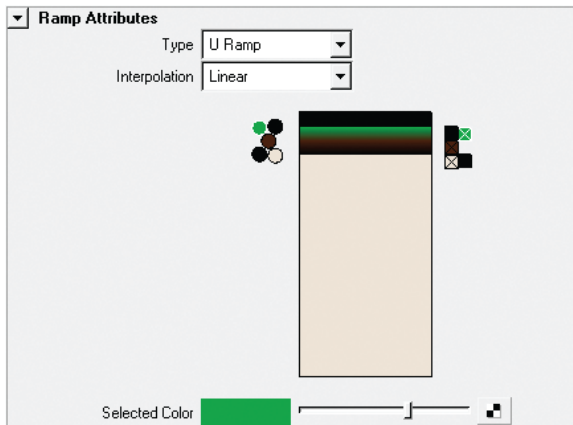 Ramp Attributes
Type U Ramp
Interpolation Linear
Selected Color